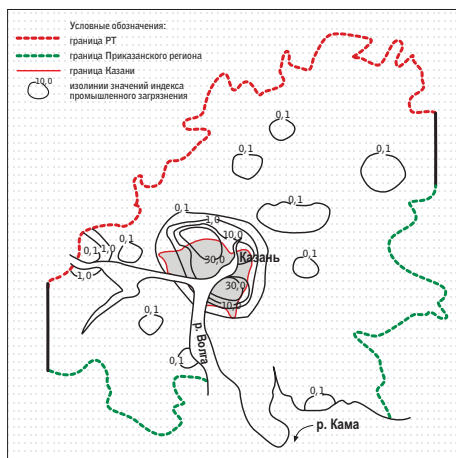 Условные обозначения:
граница РТ
граница Приказанского региона
граница Казани
10,0
изолинии значений индекса
промышленного загрязнения
0,1
0,1
0,1
0,1
0,1
1,0
10,0
0,1
1,0
0,1
30,0
Казань
0,1
1,0
30,0
10,0
0,1
р. Волга
0,1
0,1
р. Кама